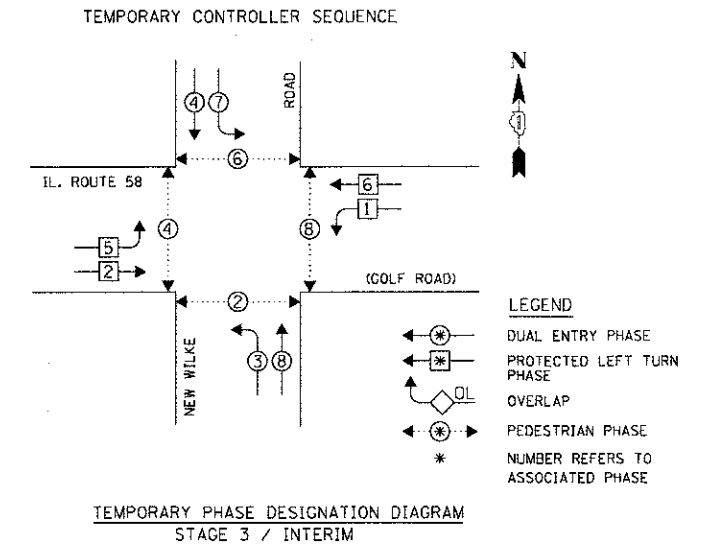 TEMPORARY CONTROLLER SEQUENCE
N
ROAD
4 7
6
IL. ROUTE 58
6
1
4
8
5
2
(GOLF ROAD)
2
NEW WILKE
3 8
LEGEND
* DUAL ENTRY PHASE
* PROTECTED LEFT TURN
PHASE
OL OVERLAP
* PEDESTRIAN PHASE
* NUMBER REFERS TO
ASSOCIATED PHASE
TEMPORARY PHASE DESIGNATION DIAGRAM
STAGE 3 / INTERIM